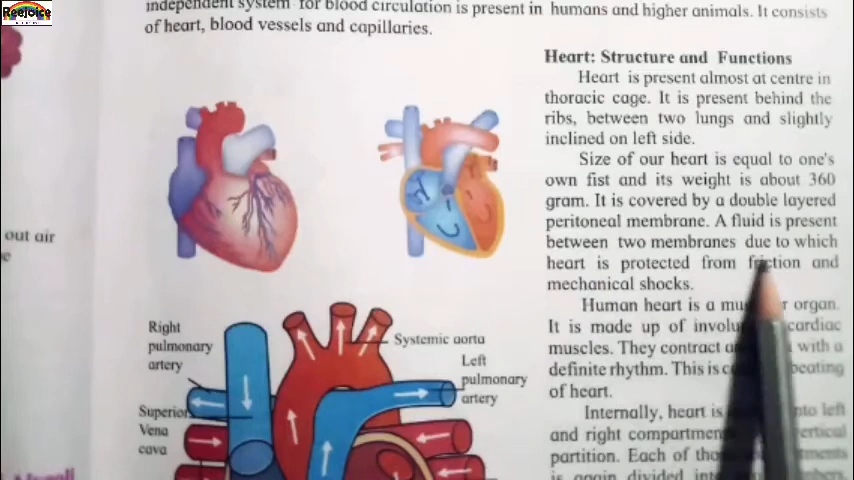 Reejoice
independent system for blood circulation is present in humans and higher animals. It consists
of heart, blood vessels and capillaries.
out air
e
Right
pulmonary
artery
Superior
Vena
cava
Systemic aorta
Left
pulmonary
artery
Heart: Structure and Functions
Heart is present almost at centre in
thoracic cage. It is present behind the
ribs, between two lungs and slightly
inclined on left side.
Size of our heart is equal to one's
own fist and its weight is about 360
gram. It is covered by a double layered
peritoneal membrane. A fluid is present
between two membranes due to which
heart is protected from friction and
mechanical shocks.
Human heart is a organ.
It is made up of cardiac
muscles. They contract with a
definite rhythm. This is beating
of heart.
Internally, heart is into left
and right vertical
partition. Each of
is again divided